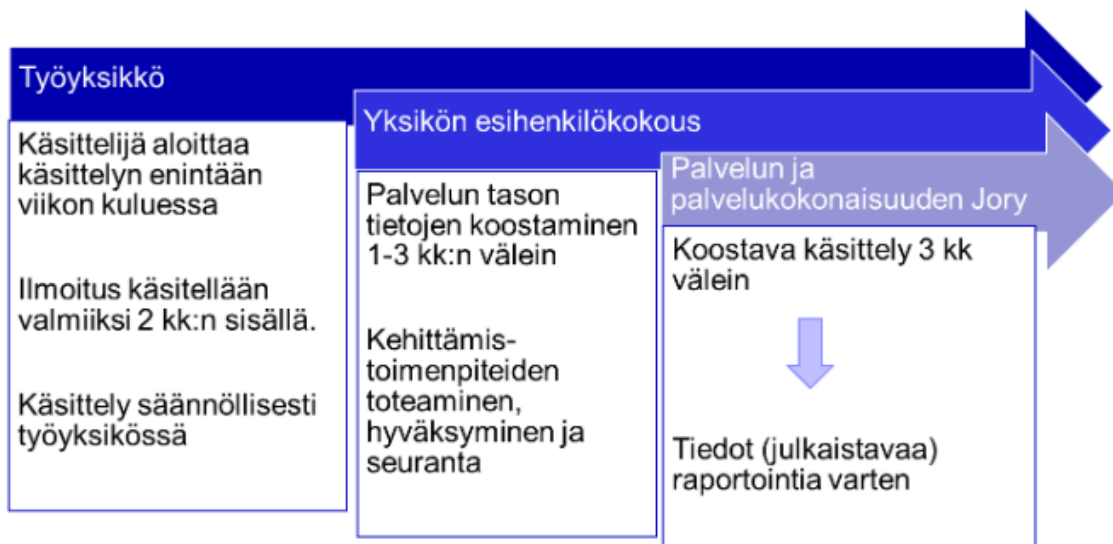 Työyksikkö
Käsittelijä aloittaa
käsittelyn enintään
viikon kuluessa
Ilmoitus käsitellään
valmiiksi 2 kk:n sisällä.
Käsittely säännöllisesti
työyksikössä
Yksikön esihenkilökokous
Palvelun tason
tietojen koostaminen
1-3 kk:n välein
Kehittämis-
toimenpiteiden
toteaminen,
hyväksyminen ja
seuranta
Palvelun ja
palvelukokonaisuuden Jory
Koostava käsittely 3 kk
välein
Tiedot (julkaistavaa)
raportointia varten